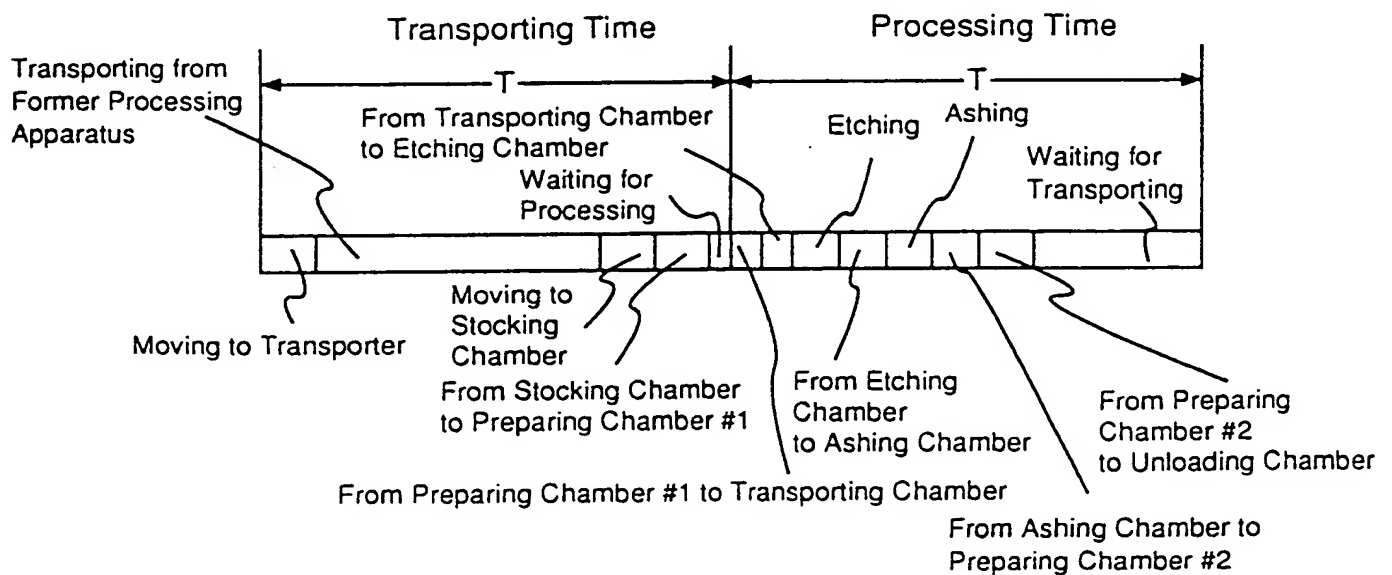 Transporting Time
Processing Time
T
T
Transporting from
Former Processing
Apparatus
From Transporting Chamber
to Etching Chamber
Waiting for
Processing
Etching
Ashing
Waiting for
Transporting
Moving to Transporter
Moving to
Stocking
Chamber
From Stocking Chamber
to Preparing Chamber #1
From Preparing Chamber #1 to Transporting Chamber
From Etching
Chamber
to Ashing Chamber
From Preparing
Chamber #2
to Unloading Chamber
From Ashing Chamber to
Preparing Chamber #2